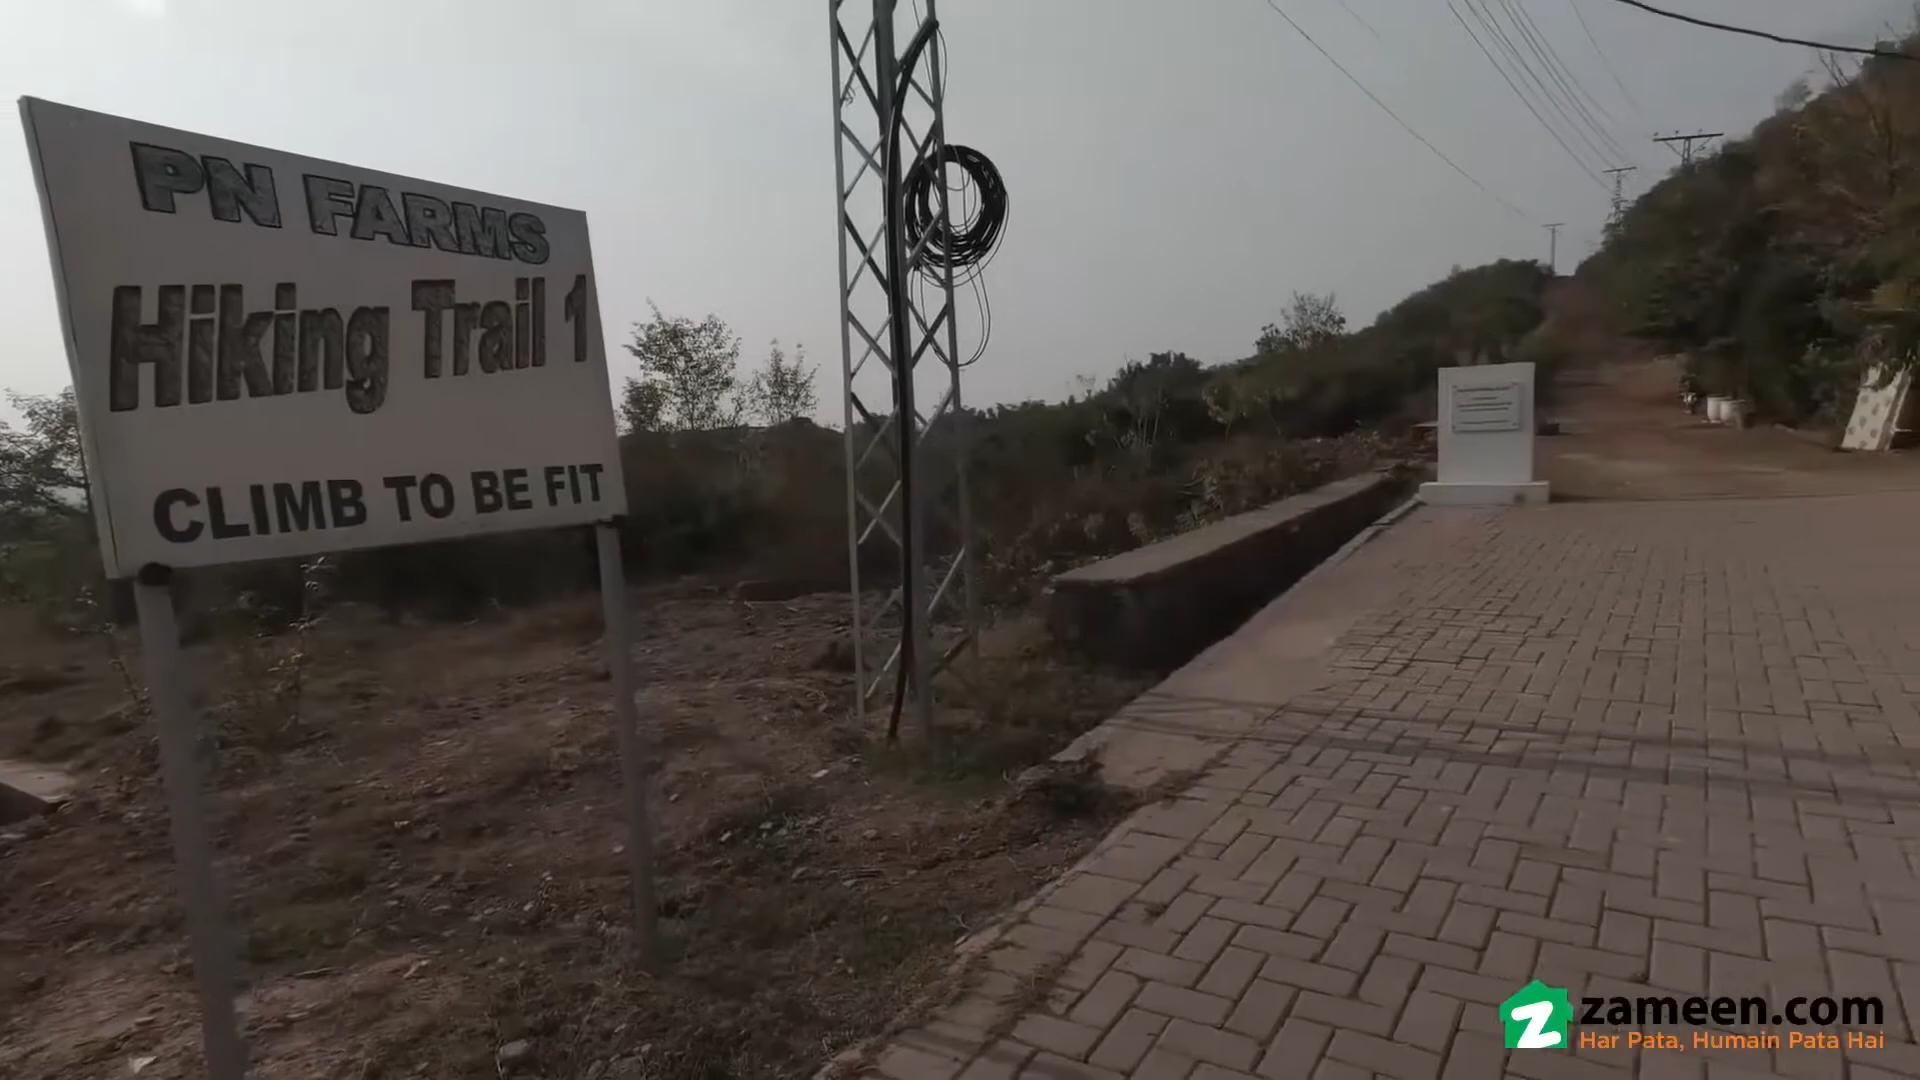 PN FARMS
Hiking Trail 1
CLIMB TO BE FIT
zameen.com
Har Pata, Humain Pata Hai